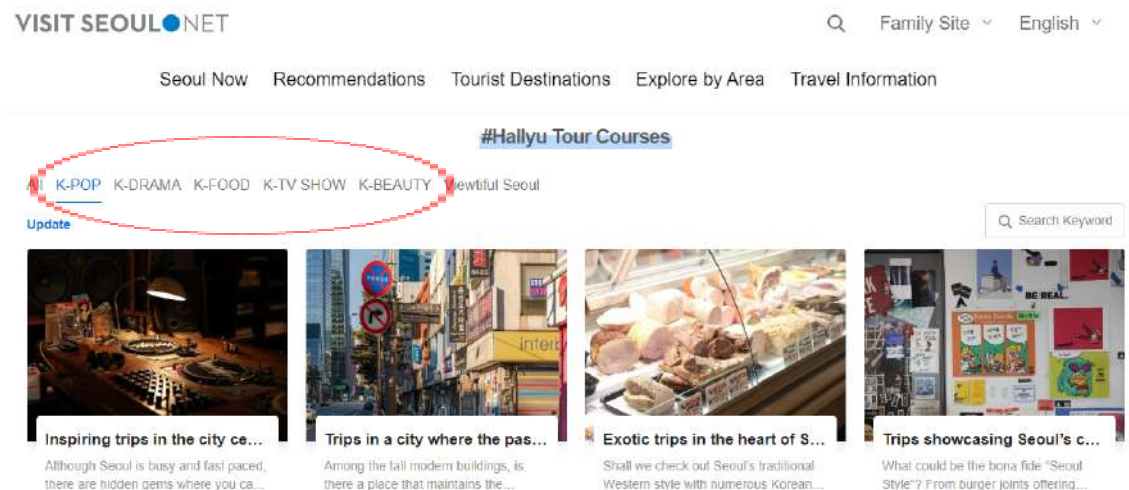 VISIT SEOUL NET
Family Site English
Seoul Now Recommendations Tourist Destinations Explore by Area Travel Information
#Hallyu Tour Courses
All K-POP K-DRAMA K-FOOD K-TV SHOW K-BEAUTY Viewtiful Seoul
Update
Search Keyword
BE REAL.
Inspiring trips in the city ce... Trips in a city where the pas... Exotic trips in the heart of S... Trips showcasing Seoul's c...
Although Seoul is busy and fast paced, Among the tall modern buildings, is Shall we check out Seoul's traditional What could be the bona fide "Seoul
there are hidden gems where you ca... there a place that maintains the... Western style with numerous Korean... Style"? From burger joints offering...